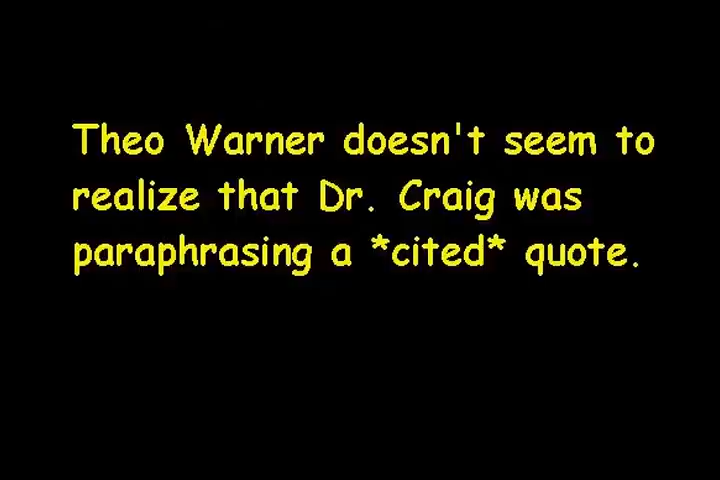 Theo Warner doesn't seem to
realize that Dr. Craig was
paraphrasing a *cited* quote.